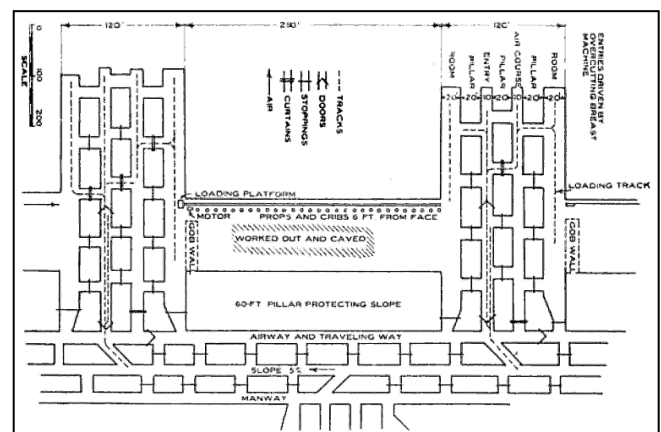 120'
290'
120'
0
100
200
SCALE
AIR
CURTAINS
STOPPINGS
DOORS
TRACKS
ROOM
PILLAR
ENTRY
PILLAR
AIR COURSE
PILLAR
ROOM
ENTRIES DRIVEN BY
OVERCUTTING BREAST
MACHINE
20'
20'
10
20'
10
20'
20'
LOADING TRACK
LOADING PLATFORM
MOTOR
PROPS AND CRIBS 6 FT. FROM FACE
GOB WALL
WORKED OUT AND CAVED
GOB WALL
60-FT PILLAR PROTECTING SLOPE
AIRWAY AND TRAVELING WAY
SLOPE 5%
MANWAY